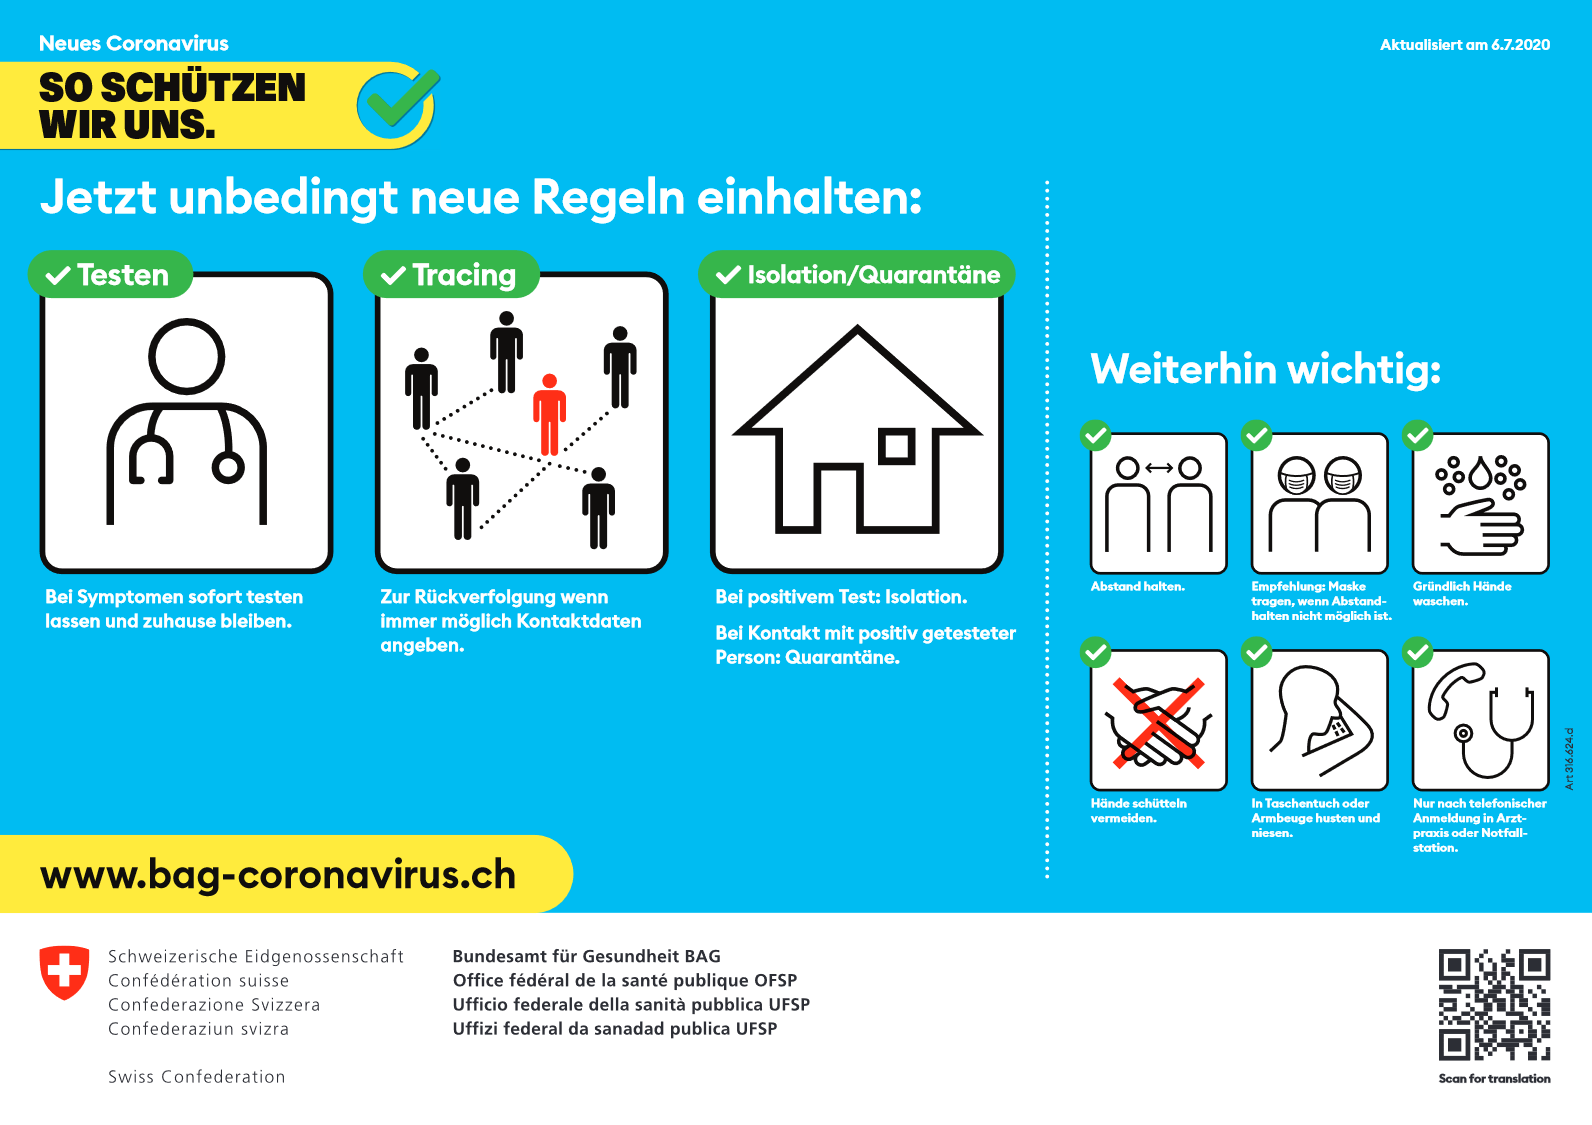 Neues Coronavirus
Aktualisiert am 6.7.2020
SO SCHÜTZEN
WIR UNS.
Jetzt unbedingt neue Regeln einhalten:
Testen
Bei Symptomen sofort testen
lassen und zuhause bleiben.
Tracing
Zur Rückverfolgung wenn
immer möglich Kontaktdaten
angeben.
Isolation/Quarantäne
Bei positivem Test: Isolation.
Bei Kontakt mit positiv getesteter
Person: Quarantäne.
Weiterhin wichtig:
Abstand halten.
Empfehlung: Maske
tragen, wenn Abstand-
halten nicht möglich ist.
Gründlich Hände
waschen.
Hände schütteln
vermeiden.
In Taschentuch oder
Armbeuge husten und
niesen.
Nur nach telefonischer
Anmeldung in Arzt-
praxis oder Notfall-
station.
Art 316.624.d
www.bag-coronavirus.ch
Schweizerische Eidgenossenschaft
Confédération suisse
Confederazione Svizzera
Confederaziun svizra
Swiss Confederation
Bundesamt für Gesundheit BAG
Office fédéral de la santé publique OFSP
Ufficio federale della sanità pubblica UFSP
Uffizi federal da sanadad publica UFSP
Scan for translation